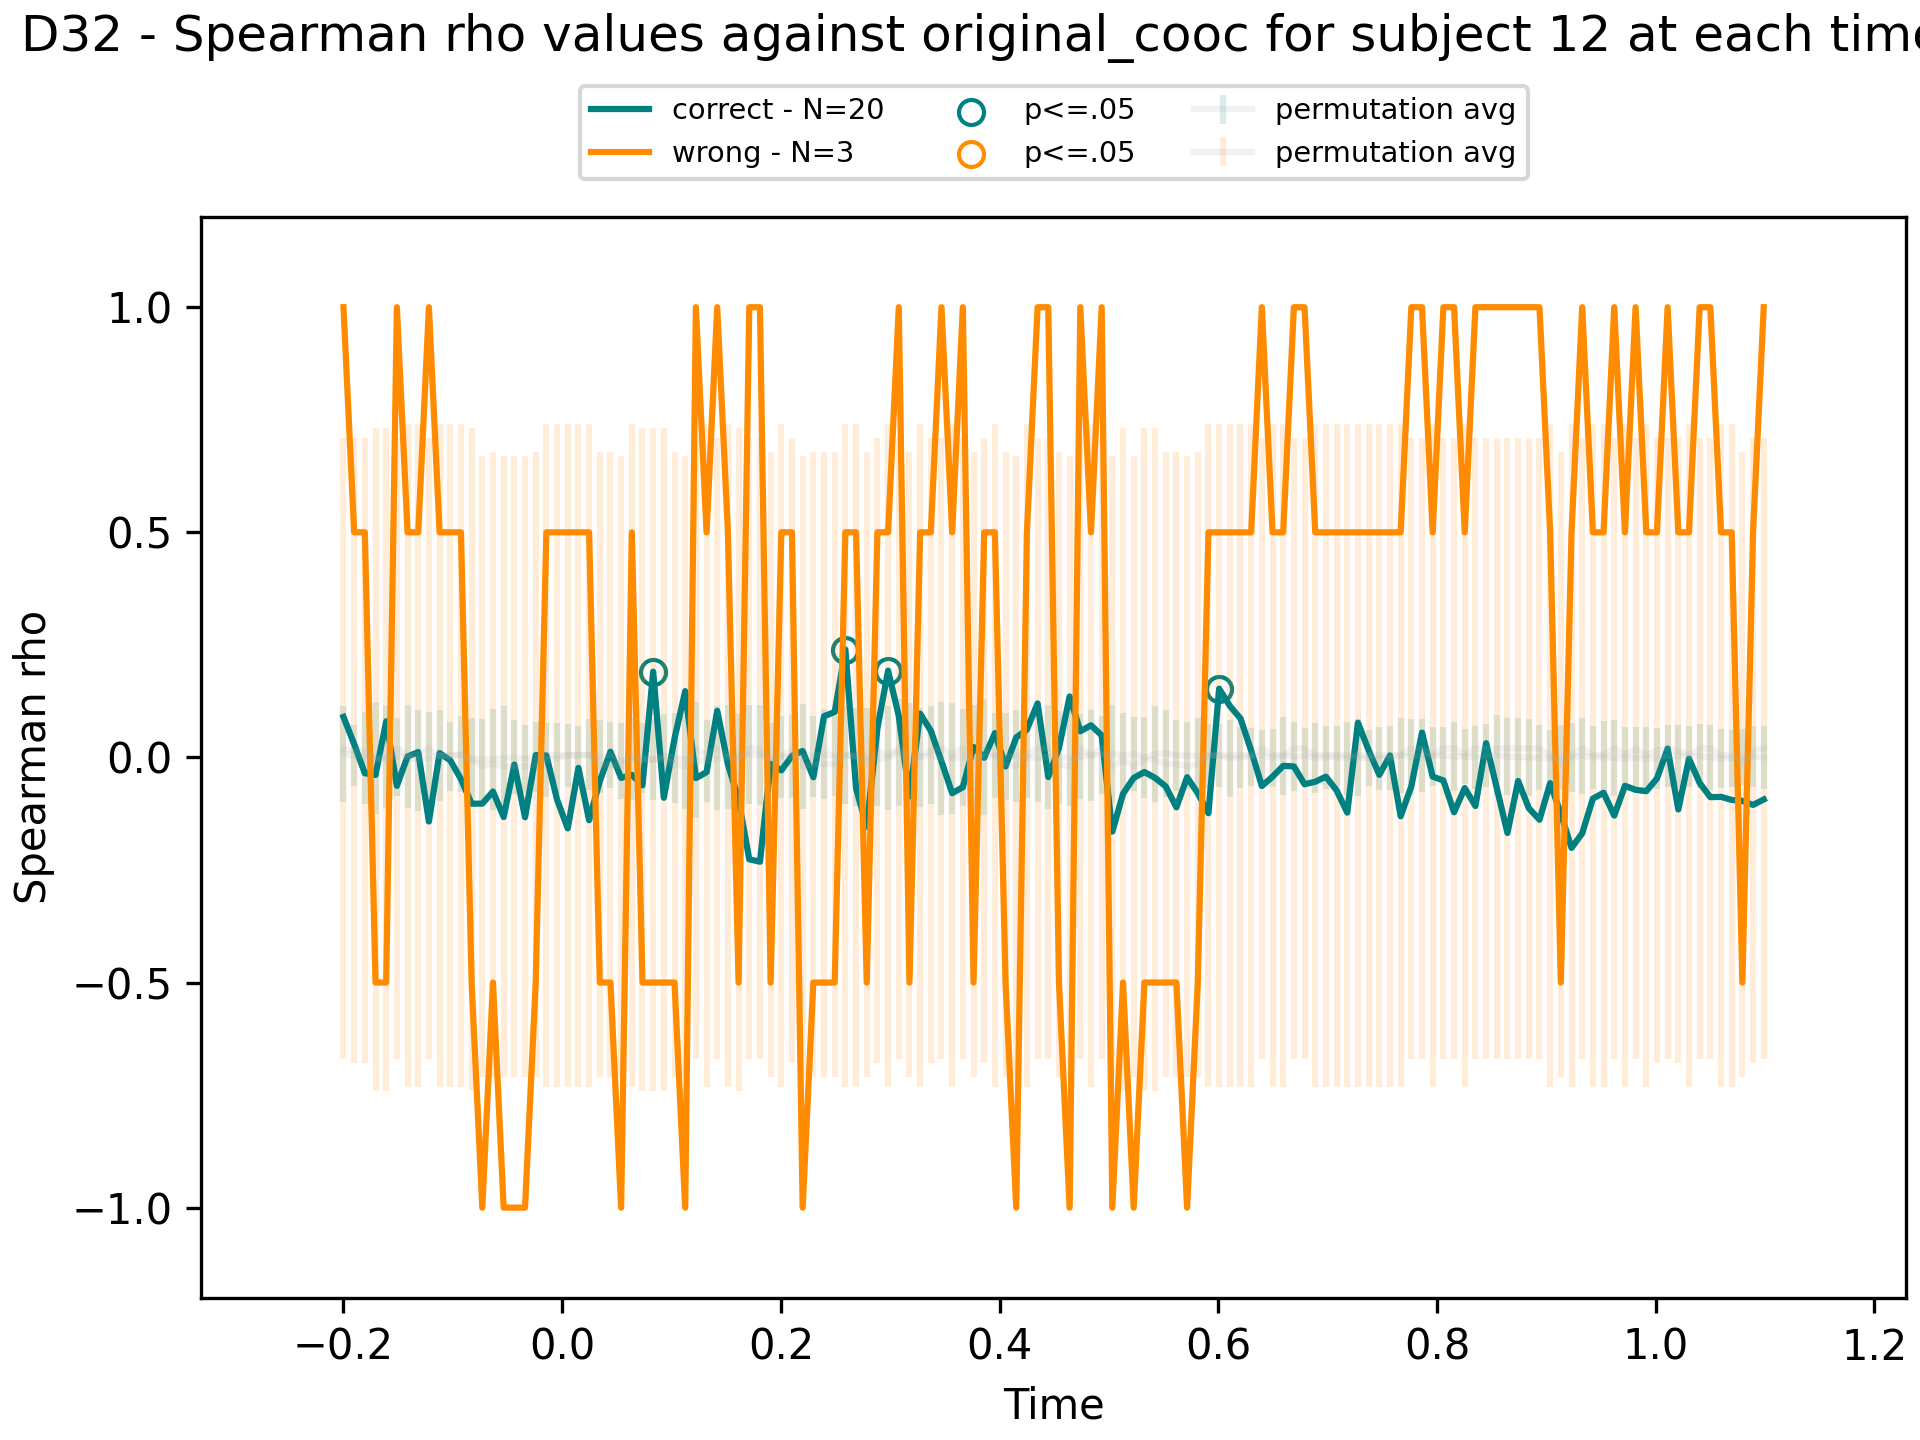 D32 - Spearman rho values against original_cooc for subject 12 at each time
correct - N=20
wrong - N=3
p<=.05
p<=.05
permutation avg
permutation avg
1.0
0.5
0.0
−0.5
−1.0
Spearman rho
−0.2 0.0 0.2 0.4 0.6 0.8 1.0 1.2
Time